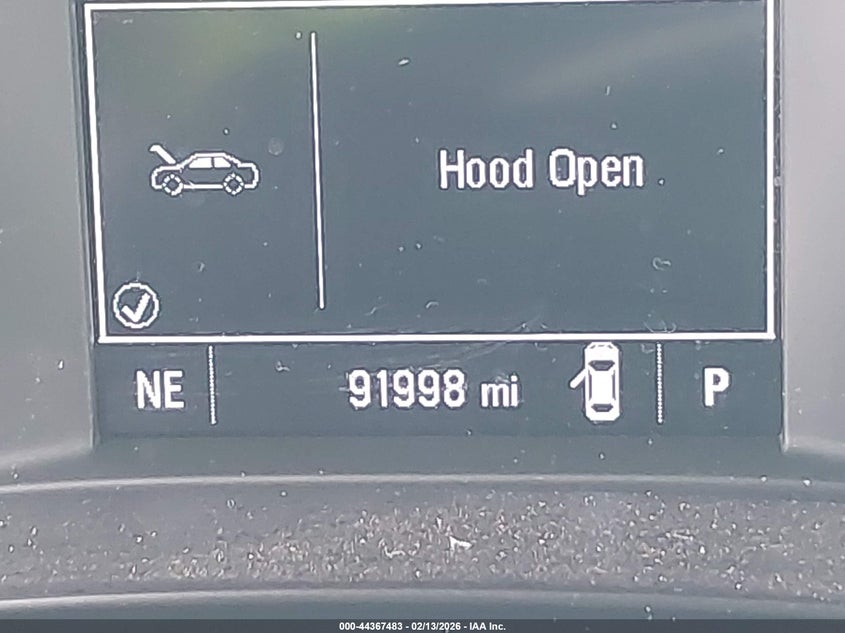 Hood Open
NE 91998 mi P
000-44367483 - 02/13/2026 - IAA Inc.